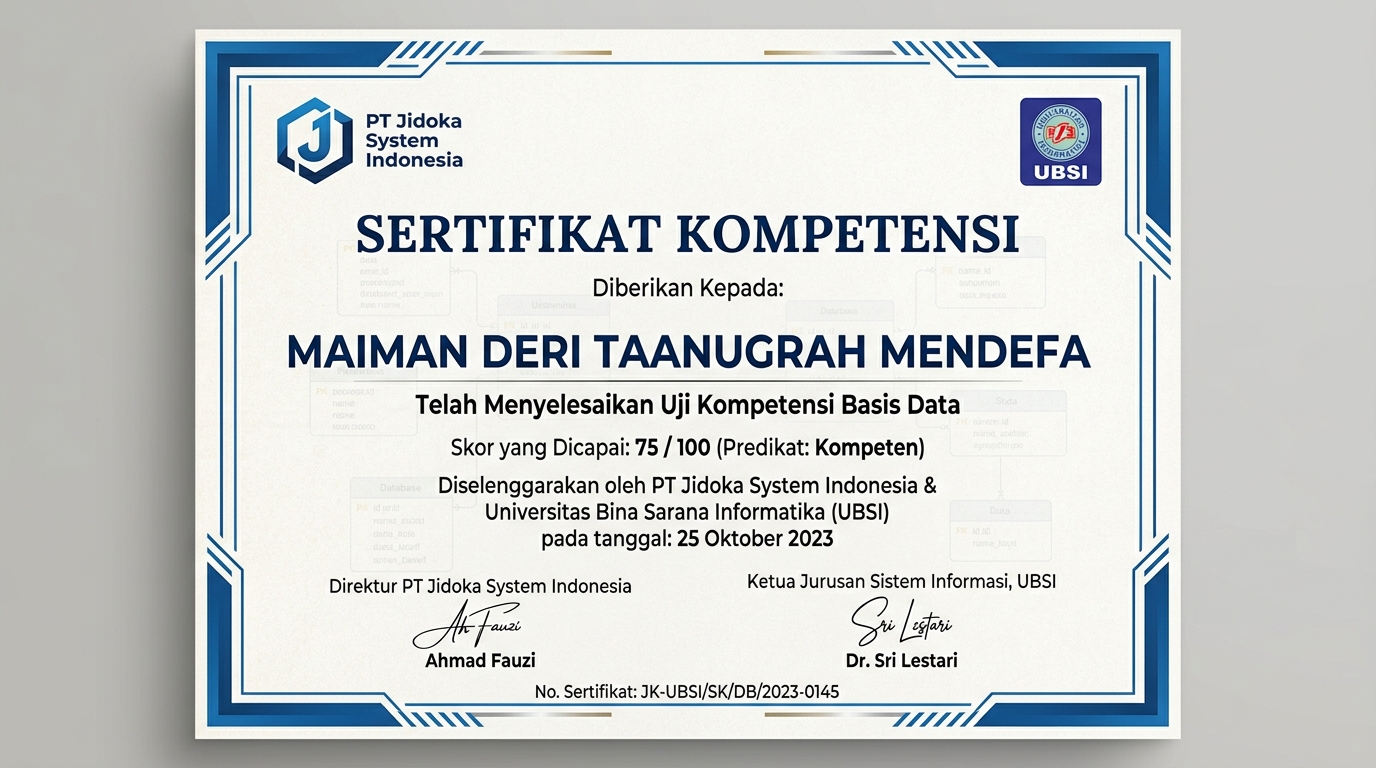 PT Jidoka
System
Indonesia
UBSI
SERTIFIKAT KOMPETENSI
Diberikan Kepada:
MAIMAN DERI TAANUGRAH MENDEFA
Telah Menyelesaikan Uji Kompetensi Basis Data
Skor yang Dicapai: 75 / 100 (Predikat: Kompeten)
Diselenggarakan oleh PT Jidoka System Indonesia &
Universitas Bina Sarana Informatika (UBSI)
pada tanggal: 25 Oktober 2023
Direktur PT Jidoka System Indonesia
Ketua Jurusan Sistem Informasi, UBSI
Ah Fauzi
Sri Lestari
Ahmad Fauzi
Dr. Sri Lestari
No. Sertifikat: JK-UBSI/SK/DB/2023-0145